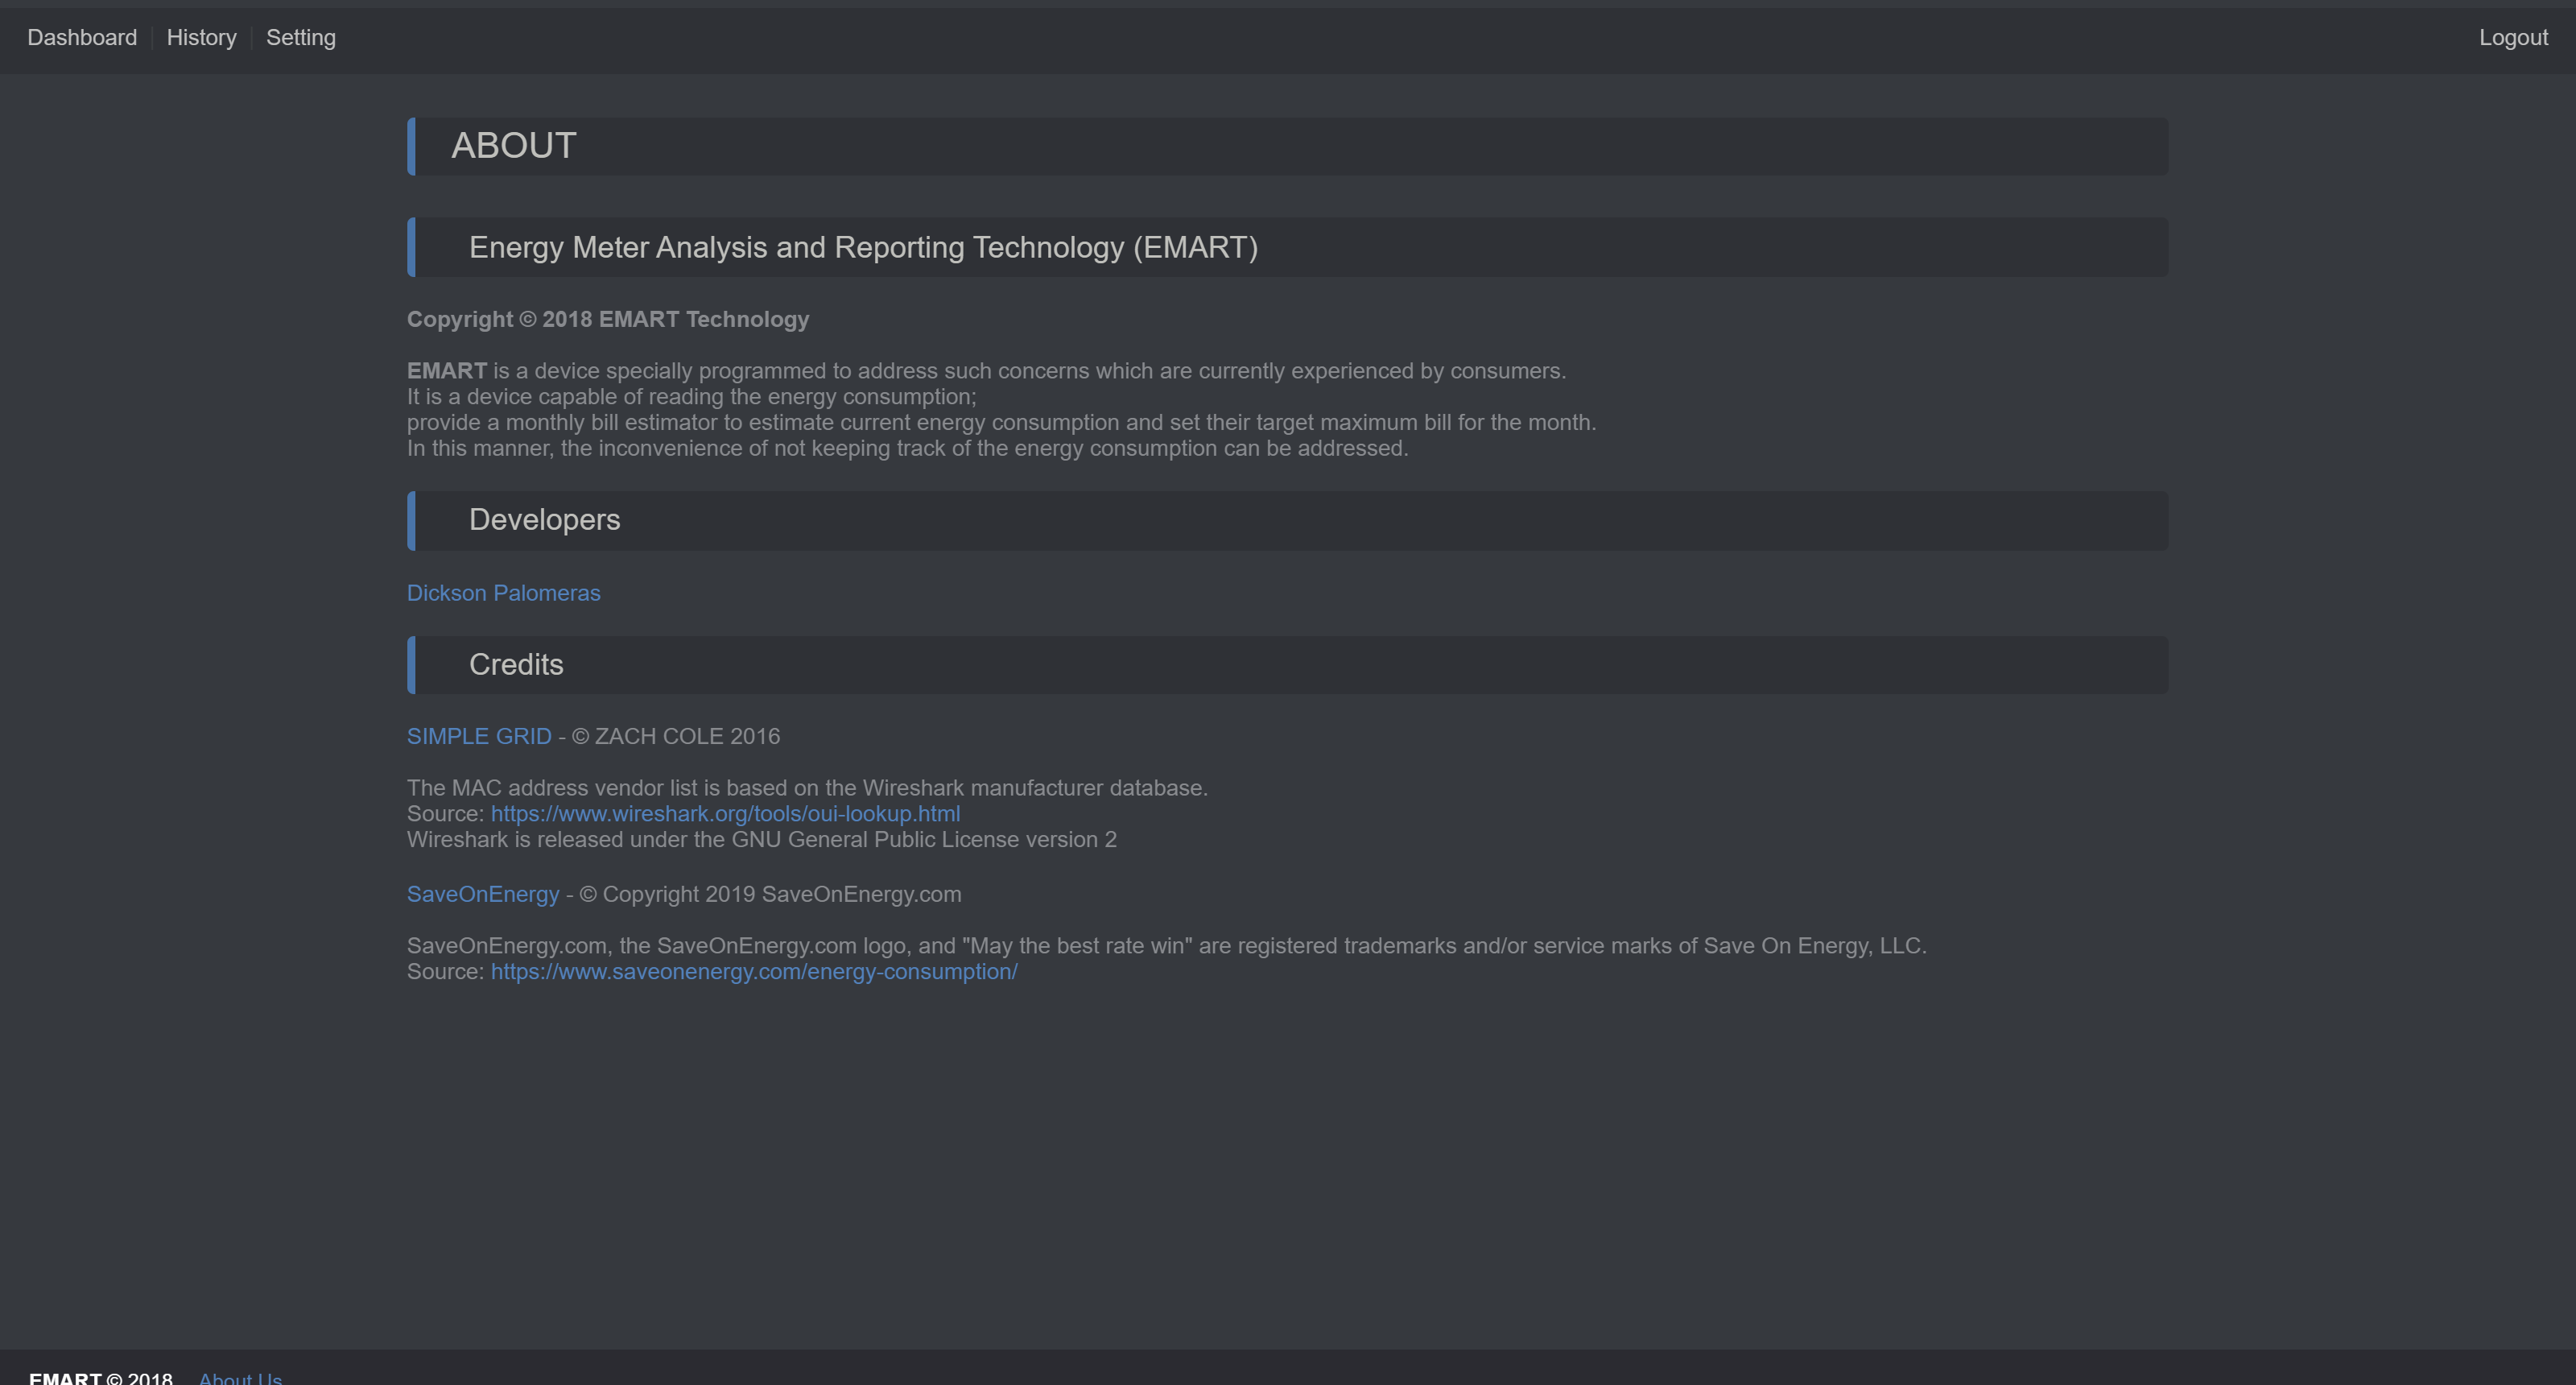 Dashboard History Setting Logout
ABOUT
Energy Meter Analysis and Reporting Technology (EMART)
Copyright © 2018 EMART Technology
EMART is a device specially programmed to address such concerns which are currently experienced by consumers.
It is a device capable of reading the energy consumption;
provide a monthly bill estimator to estimate current energy consumption and set their target maximum bill for the month.
In this manner, the inconvenience of not keeping track of the energy consumption can be addressed.
Developers
Dickson Palomeras
Credits
SIMPLE GRID - © ZACH COLE 2016
The MAC address vendor list is based on the Wireshark manufacturer database.
Source: https://www.wireshark.org/tools/oui-lookup.html
Wireshark is released under the GNU General Public License version 2
SaveOnEnergy - © Copyright 2019 SaveOnEnergy.com
SaveOnEnergy.com, the SaveOnEnergy.com logo, and "May the best rate win" are registered trademarks and/or service marks of Save On Energy, LLC.
Source: https://www.saveonenergy.com/energy-consumption/
EMART © 2018 About Us